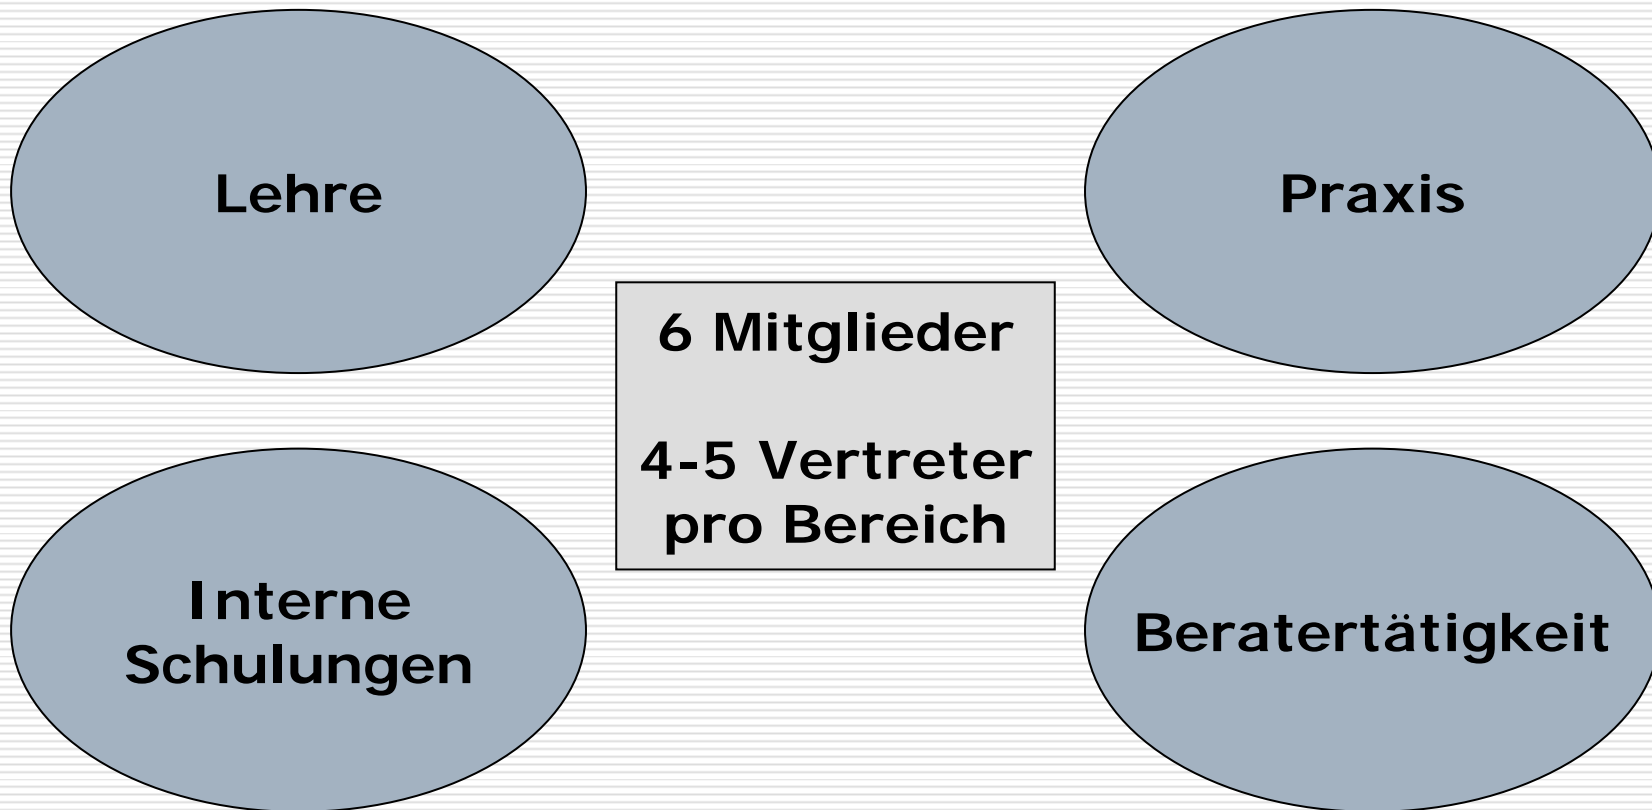 Lehre
Praxis
6 Mitglieder
4-5 Vertreter
pro Bereich
Interne
Schulungen
Beratertätigkeit